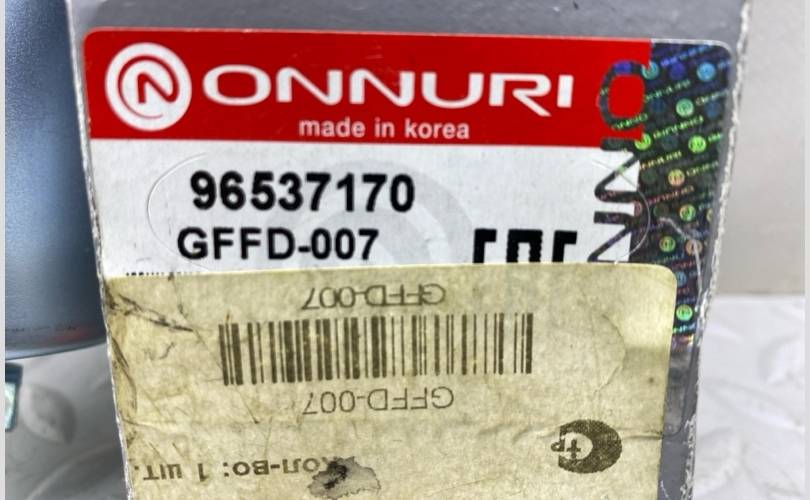 ONNURI
made in korea
96537170
GFFD-007
GFFD-007
GFFD-007
Кол-во: 1 шт.